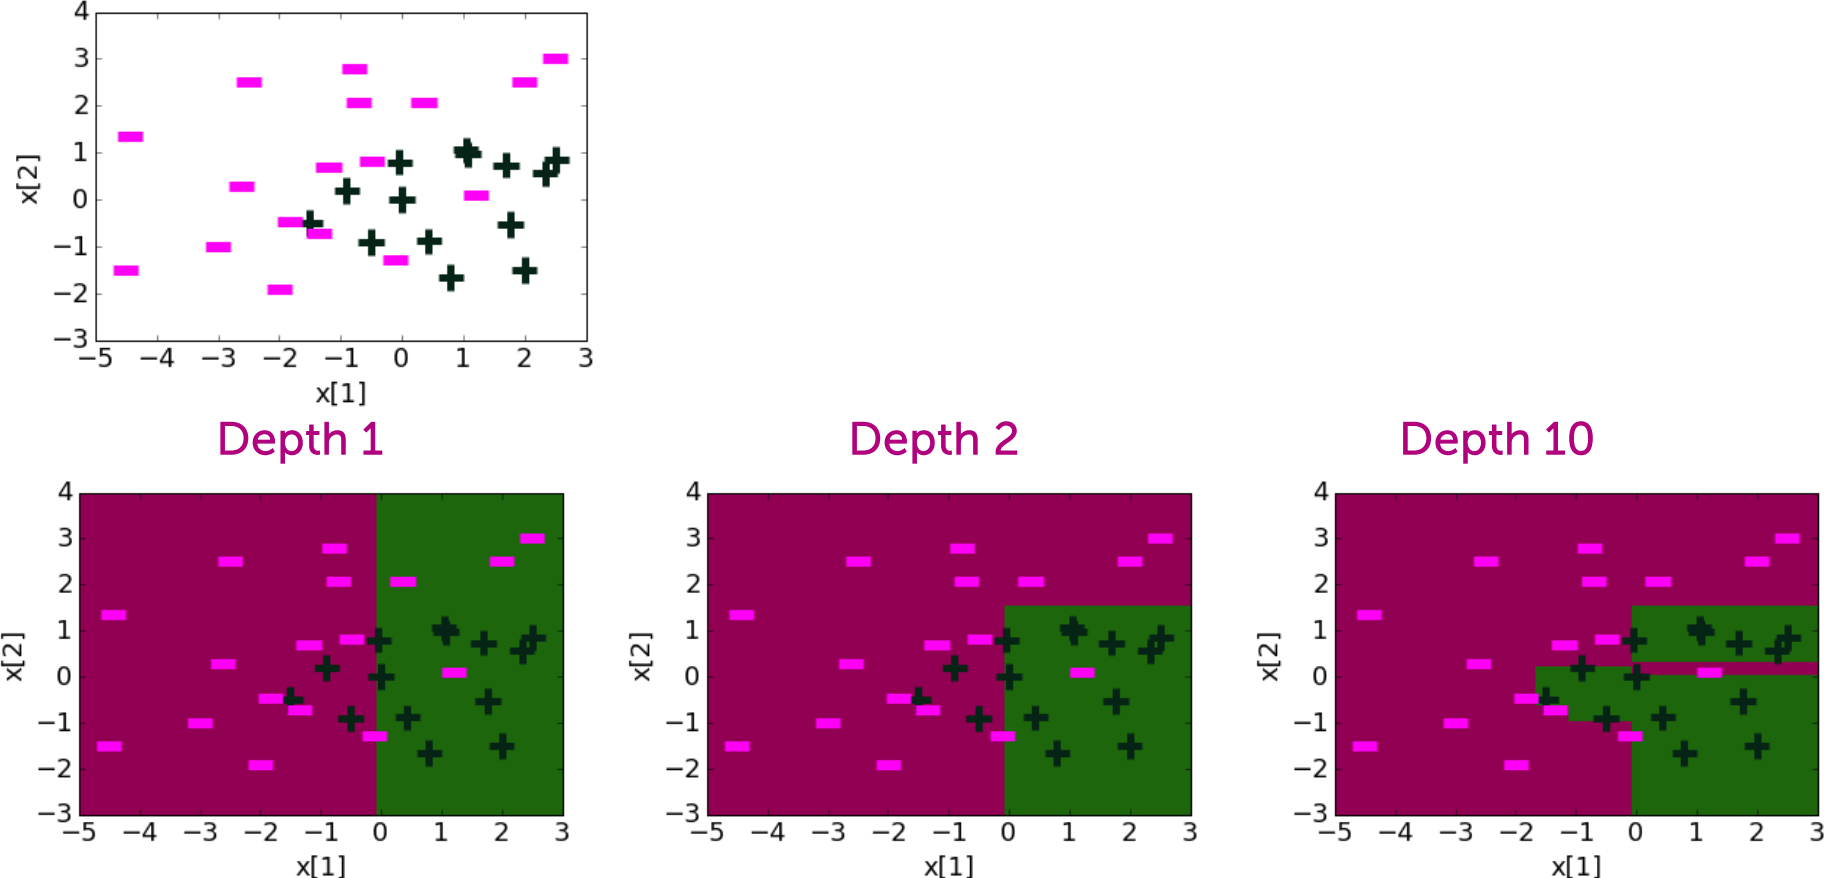 4
3
2
1
0
−1
−2
−3
x[2]
−5 −4 −3 −2 −1 0 1 2 3
x[1]
Depth 1 Depth 2 Depth 10
4 4 4
3 3 3
2 2 2
1 1 1
0 0 0
−1 −1 −1
−2 −2 −2
−3 −3 −3
x[2] x[2] x[2]
−5 −4 −3 −2 −1 0 1 2 3 −5 −4 −3 −2 −1 0 1 2 3 −5 −4 −3 −2 −1 0 1 2 3
x[1] x[1] x[1]